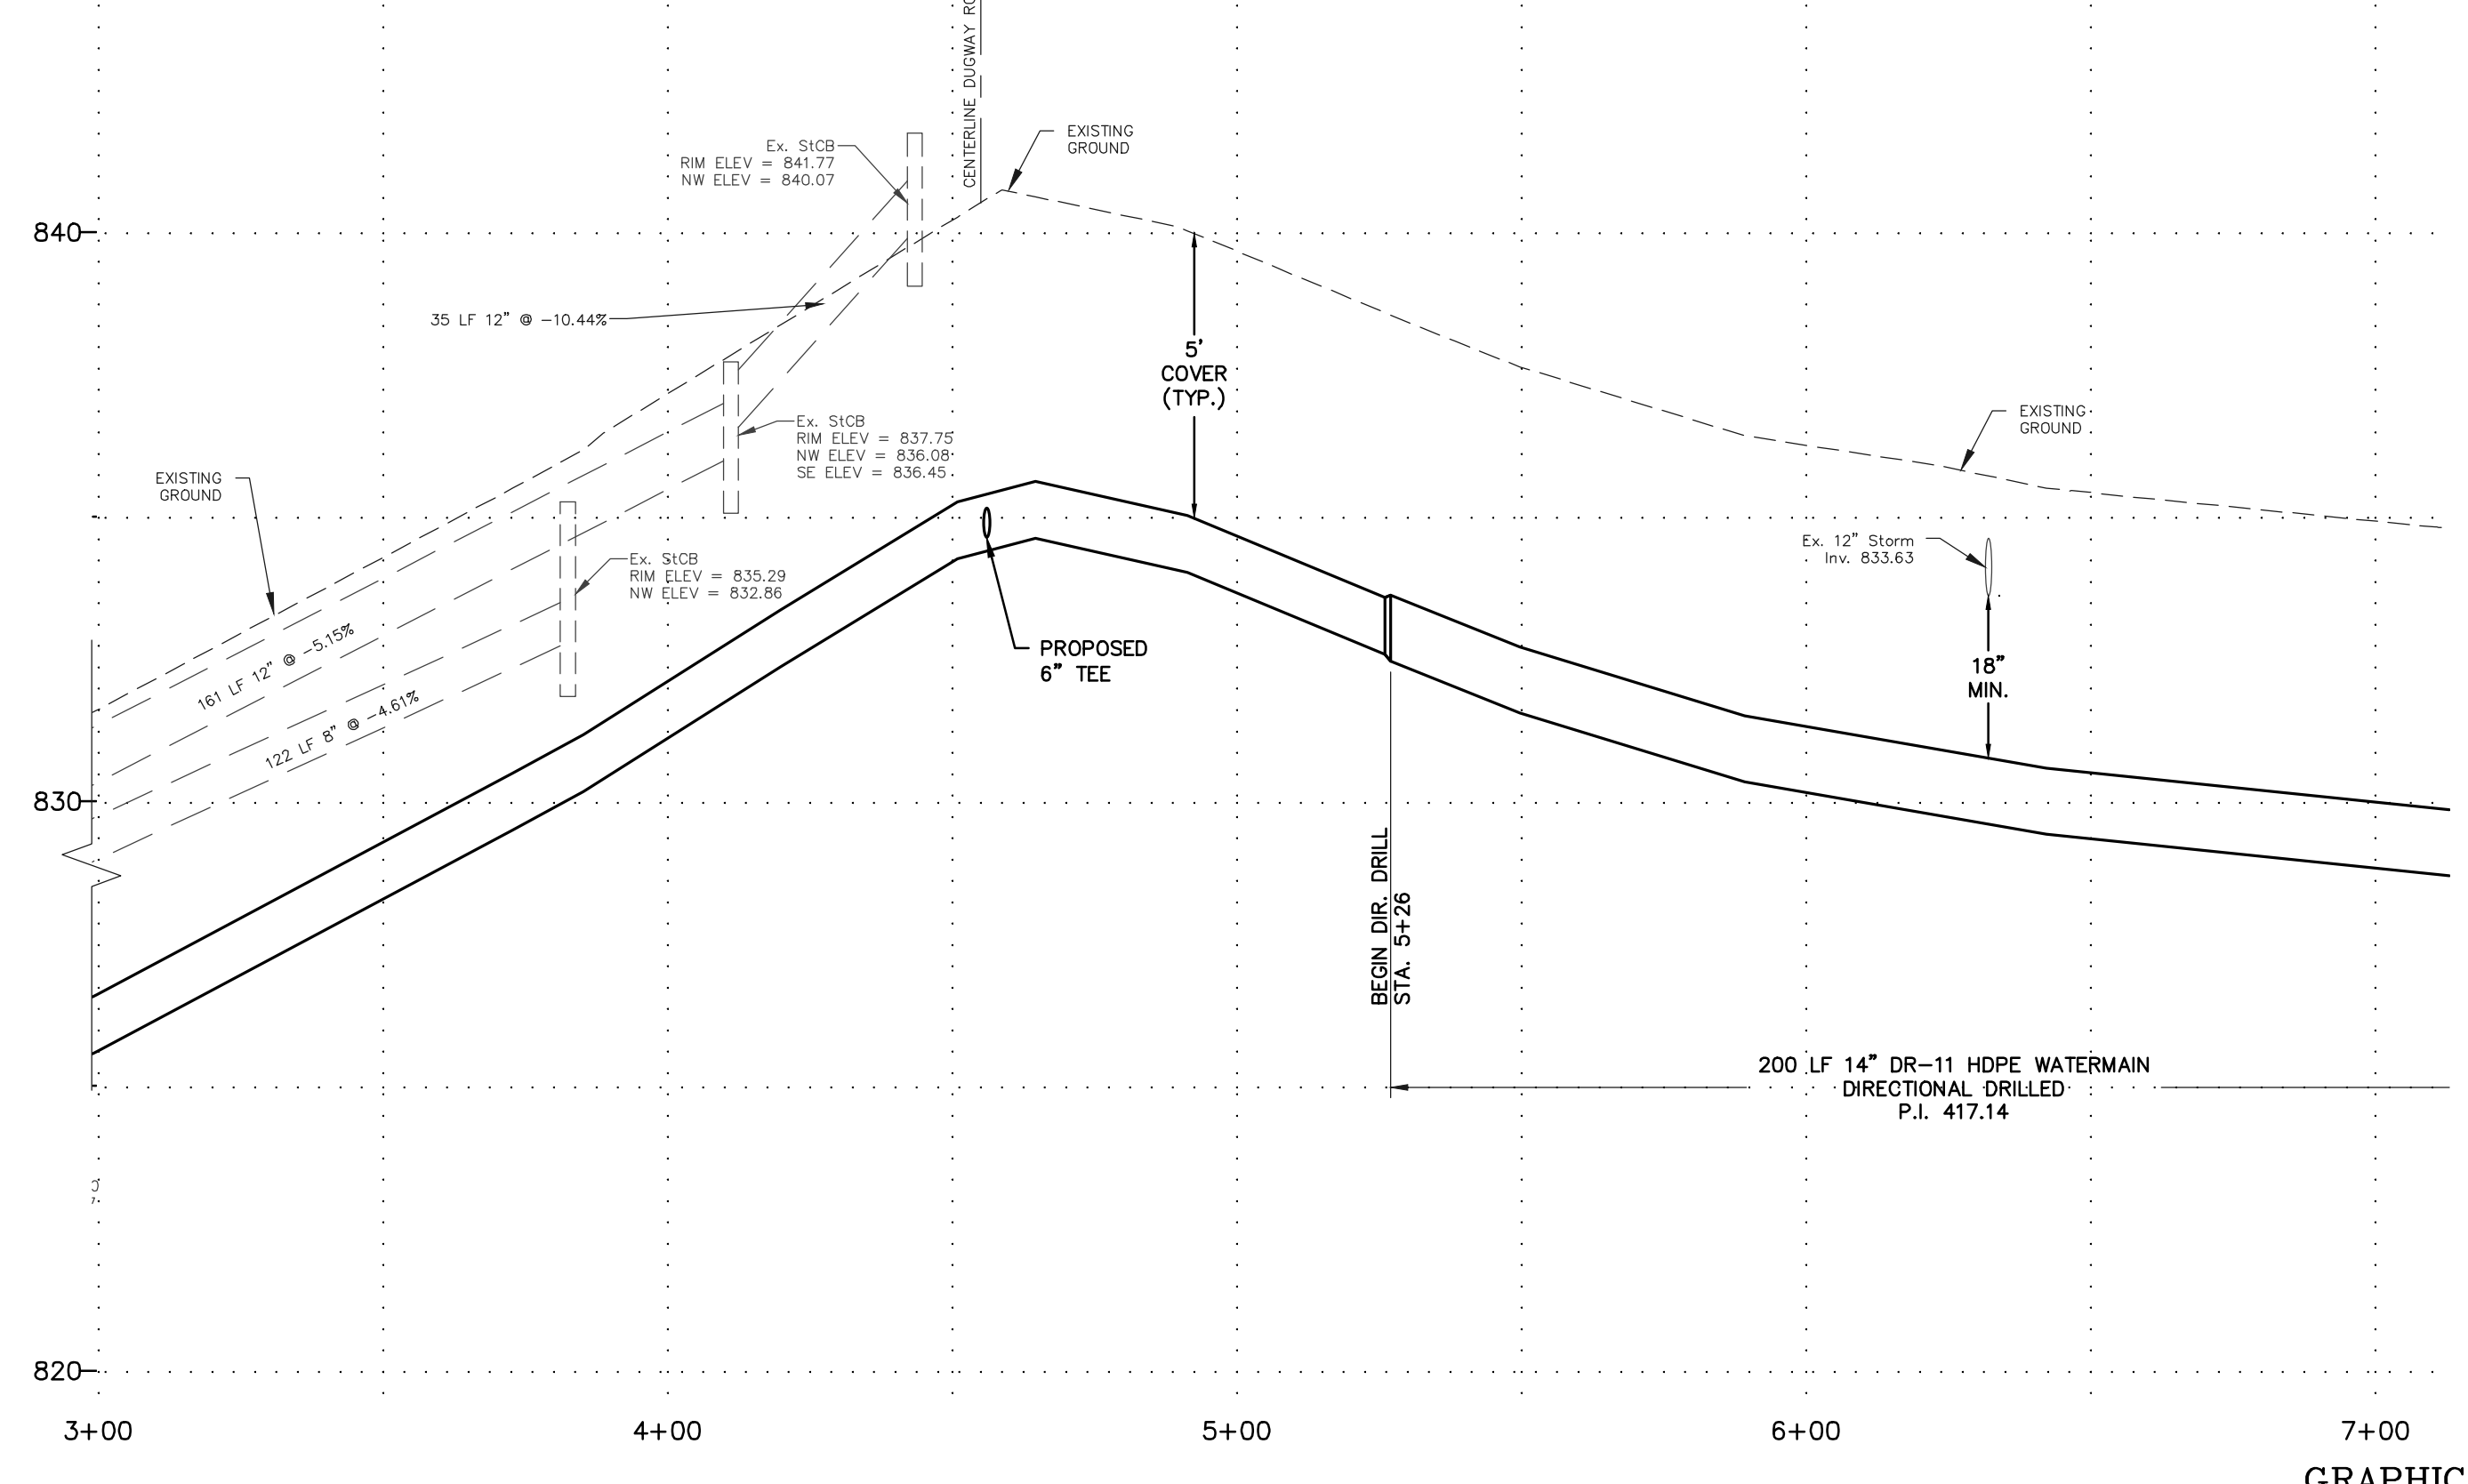 CENTERLINE DUGWAY
Ex. StCB
RIM ELEV = 841.77
NW ELEV = 840.07
EXISTING
GROUND
840
35 LF 12” @ -10.44%
5'
COVER
(TYP.)
Ex. StCB
RIM ELEV = 837.75
NW ELEV = 836.08
SE ELEV = 836.45
EXISTING
GROUND
EXISTING
GROUND
Ex. StCB
RIM ELEV = 835.29
NW ELEV = 832.86
Ex. 12” Storm
Inv. 833.63
161 LF 12” @ -5.15%
122 LF 8” @ -4.61%
PROPOSED
6” TEE
18”
MIN.
830
BEGIN DIR. DRILL
STA. 5+26
200 LF 14” DR-11 HDPE WATERMAIN
DIRECTIONAL DRILLED
P.I. 417.14
820
3+00
4+00
5+00
6+00
7+00
GRAPHIC